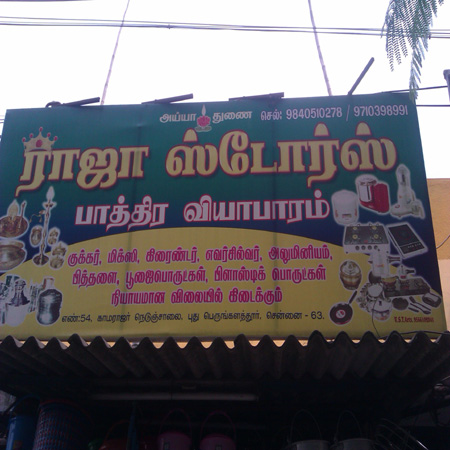 அய்யா துணை செல்: 9840510278 / 9710398991
ராஜா ஸ்டோர்ஸ்
பாத்திர வியாபாரம்
குக்கர், மிக்ஸி, கிரைண்டர், எவர்சில்வர், அலுமினியம்,
பித்தளை, பூஜைபொருட்கள், பிளாஸ்டிக் பொருட்கள்
நியாயமான விலையில் கிடைக்கும்
எண்:54, காமராஜர் நெடுஞ்சாலை, புது பெருங்களத்தூர், சென்னை - 63.